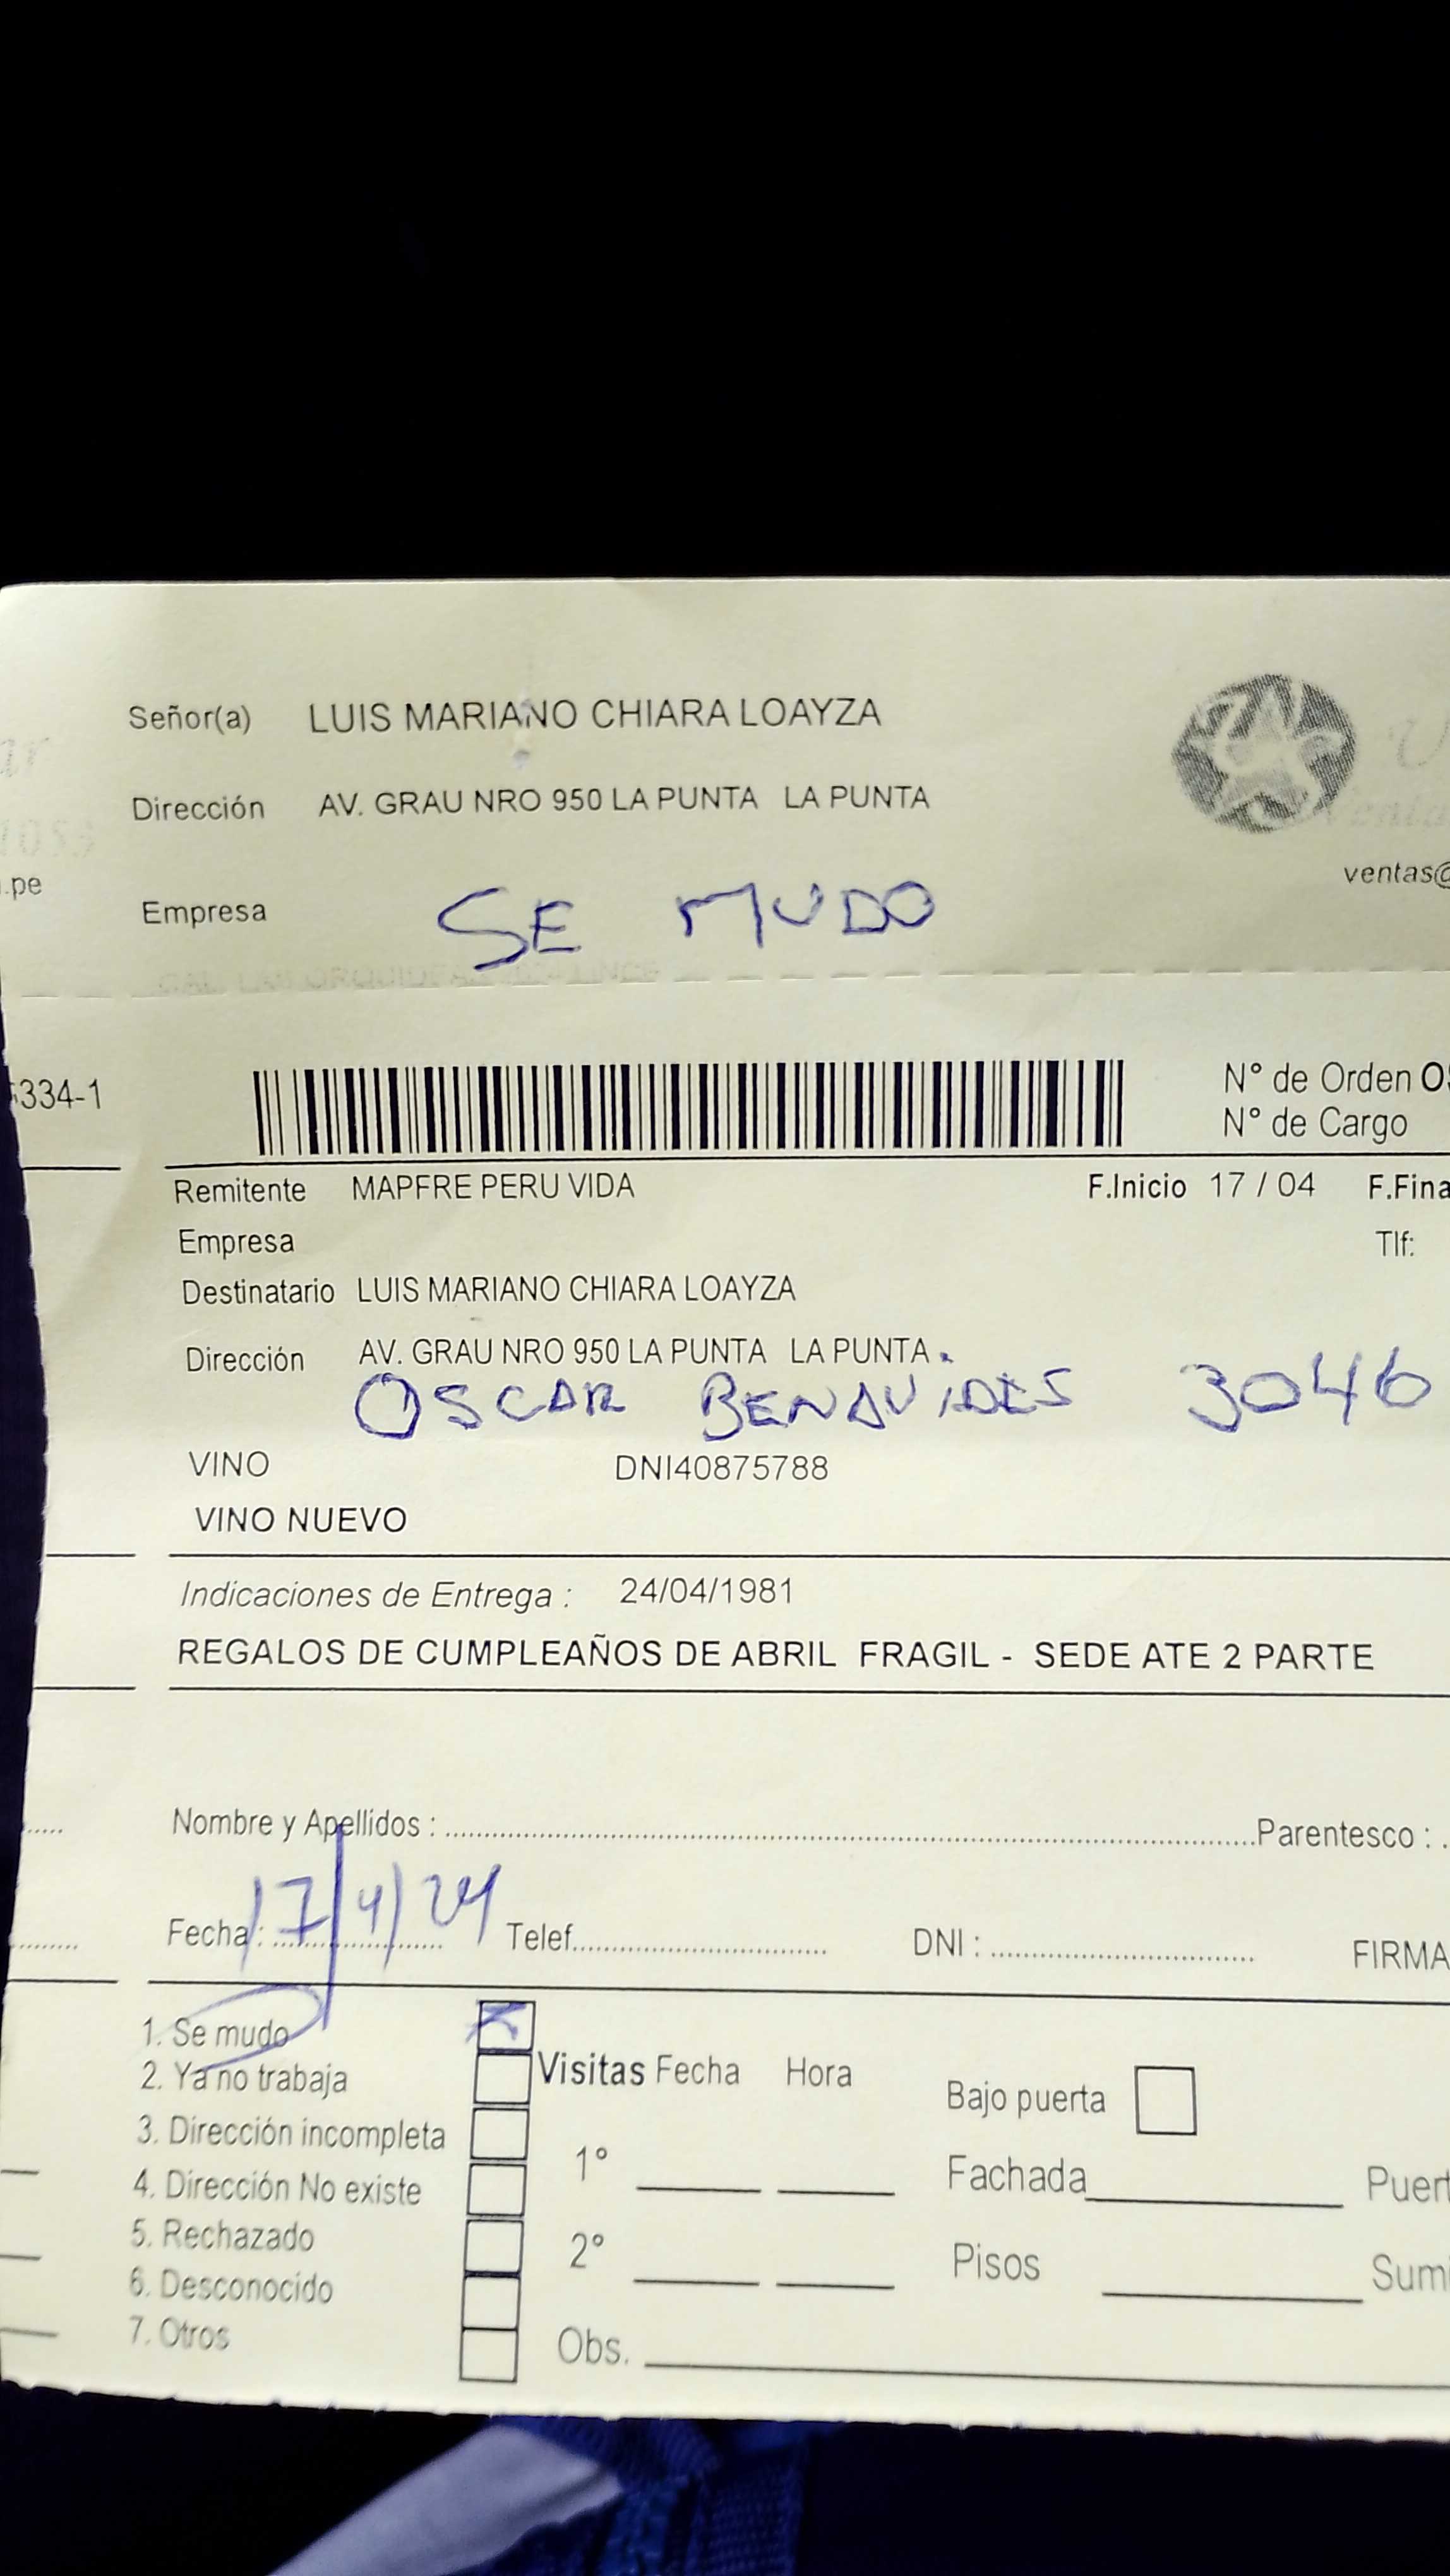 Señor(a) LUIS MARIANO CHIARA LOAYZA
Dirección AV. GRAU NRO 950 LA PUNTA LA PUNTA
.pe
ventas@
Empresa SE MUDO
334-1
N° de Orden
N° de Cargo
Remitente MAPFRE PERU VIDA F.Inicio 17 / 04 F.Fina
Empresa Tlf:
Destinatario LUIS MARIANO CHIARA LOAYZA
Dirección AV. GRAU NRO 950 LA PUNTA LA PUNTA
OSCAR BENAVIDES 3046
VINO DNI40875788
VINO NUEVO
Indicaciones de Entrega : 24/04/1981
REGALOS DE CUMPLEAÑOS DE ABRIL FRAGIL - SEDE ATE 2 PARTE
Nombre y Apellidos : Parentesco :
Fecha : 17/4/24 Telef. DNI : FIRMA
1. Se mudo
2. Ya no trabaja
3. Dirección incompleta
4. Dirección No existe
5. Rechazado
6. Desconocido
7. Otros
Visitas Fecha Hora
1°
2°
Obs.
Bajo puerta
Fachada Puert
Pisos Sum